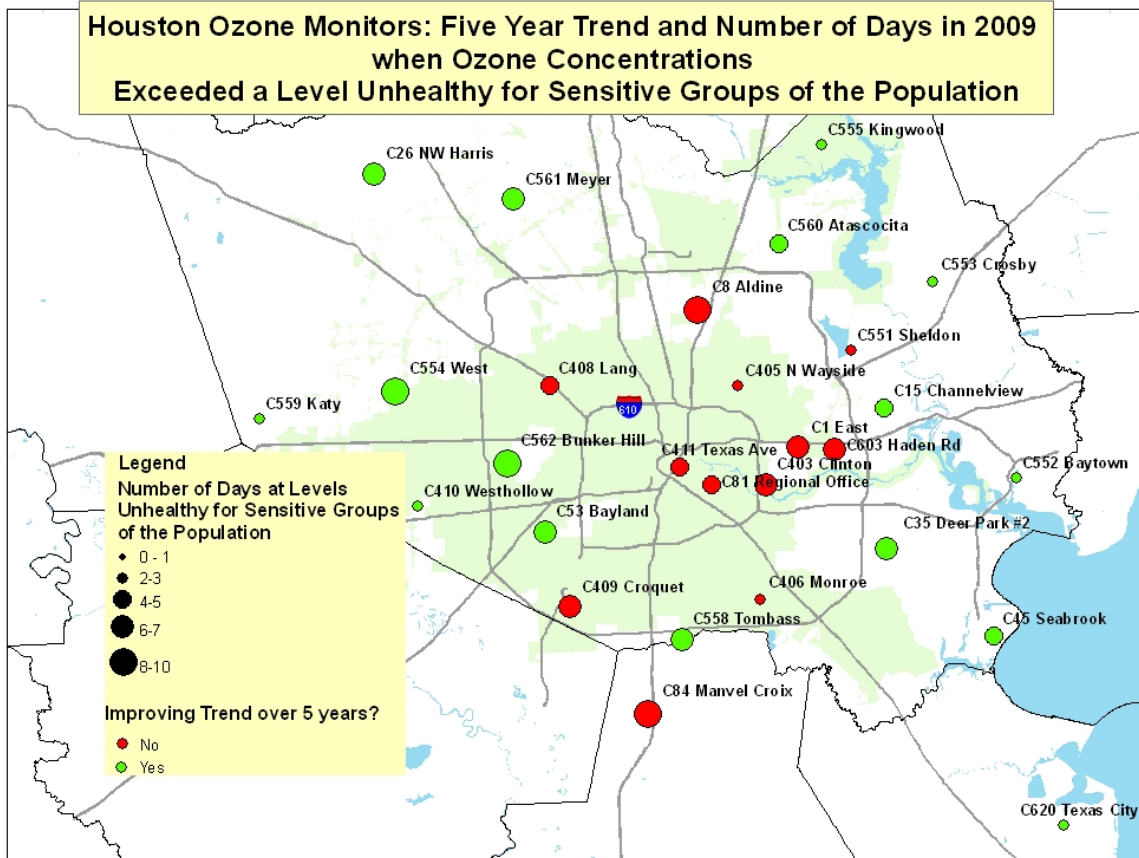 Houston Ozone Monitors: Five Year Trend and Number of Days in 2009
when Ozone Concentrations
Exceeded a Level Unhealthy for Sensitive Groups of the Population
C555 Kingwood
C26 NW Harris
C561 Meyer
C560 Atascocita
C553 Crosby
C8 Aldine
C551 Sheldon
C554 West
C408 Lang
C405 N Wayside
C559 Katy
610
C15 Channelview
C1 East
C562 Bunker Hill
C603 Haden Rd
C411 Texas Ave
C403 Clinton
C552 Baytown
C81 Regional Office
C410 Westhollow
C53 Bayland
C35 Deer Park #2
C409 Croquet
C406 Monroe
C558 Tombass
C45 Seabrook
C84 Manvel Croix
C620 Texas City
Legend
Number of Days at Levels
Unhealthy for Sensitive Groups
of the Population
0 - 1
2-3
4-5
6-7
8-10
Improving Trend over 5 years?
No
Yes